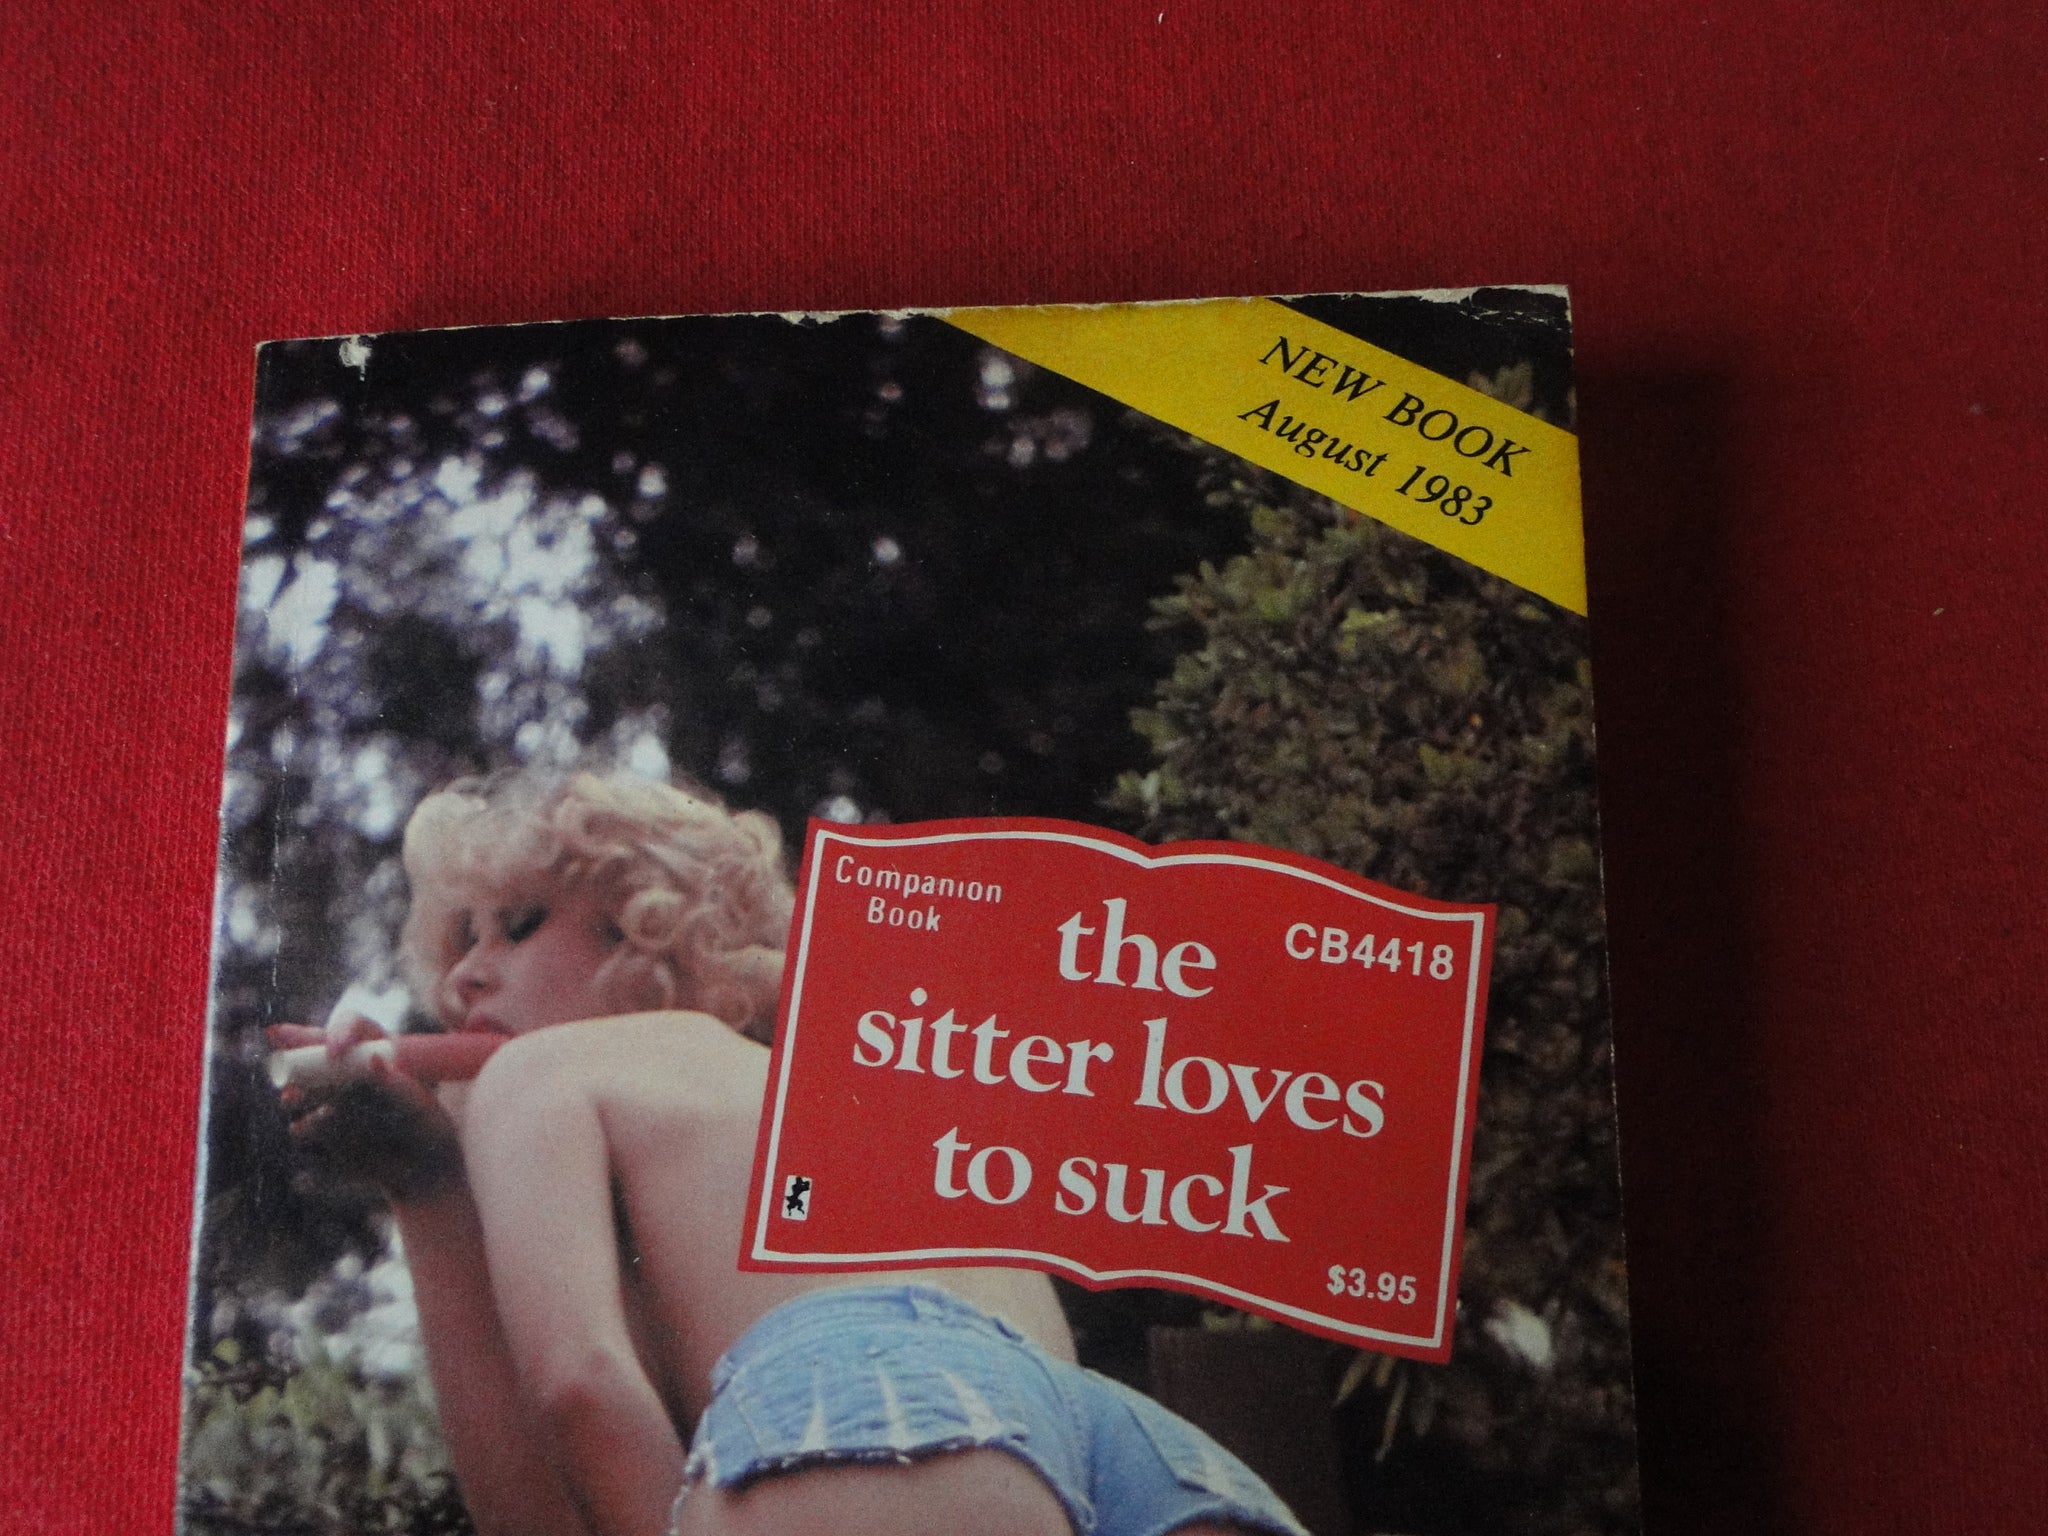 NEW BOOK
August 1983
Companion
Book
CB4418
the
sitter loves
to suck
$3.95